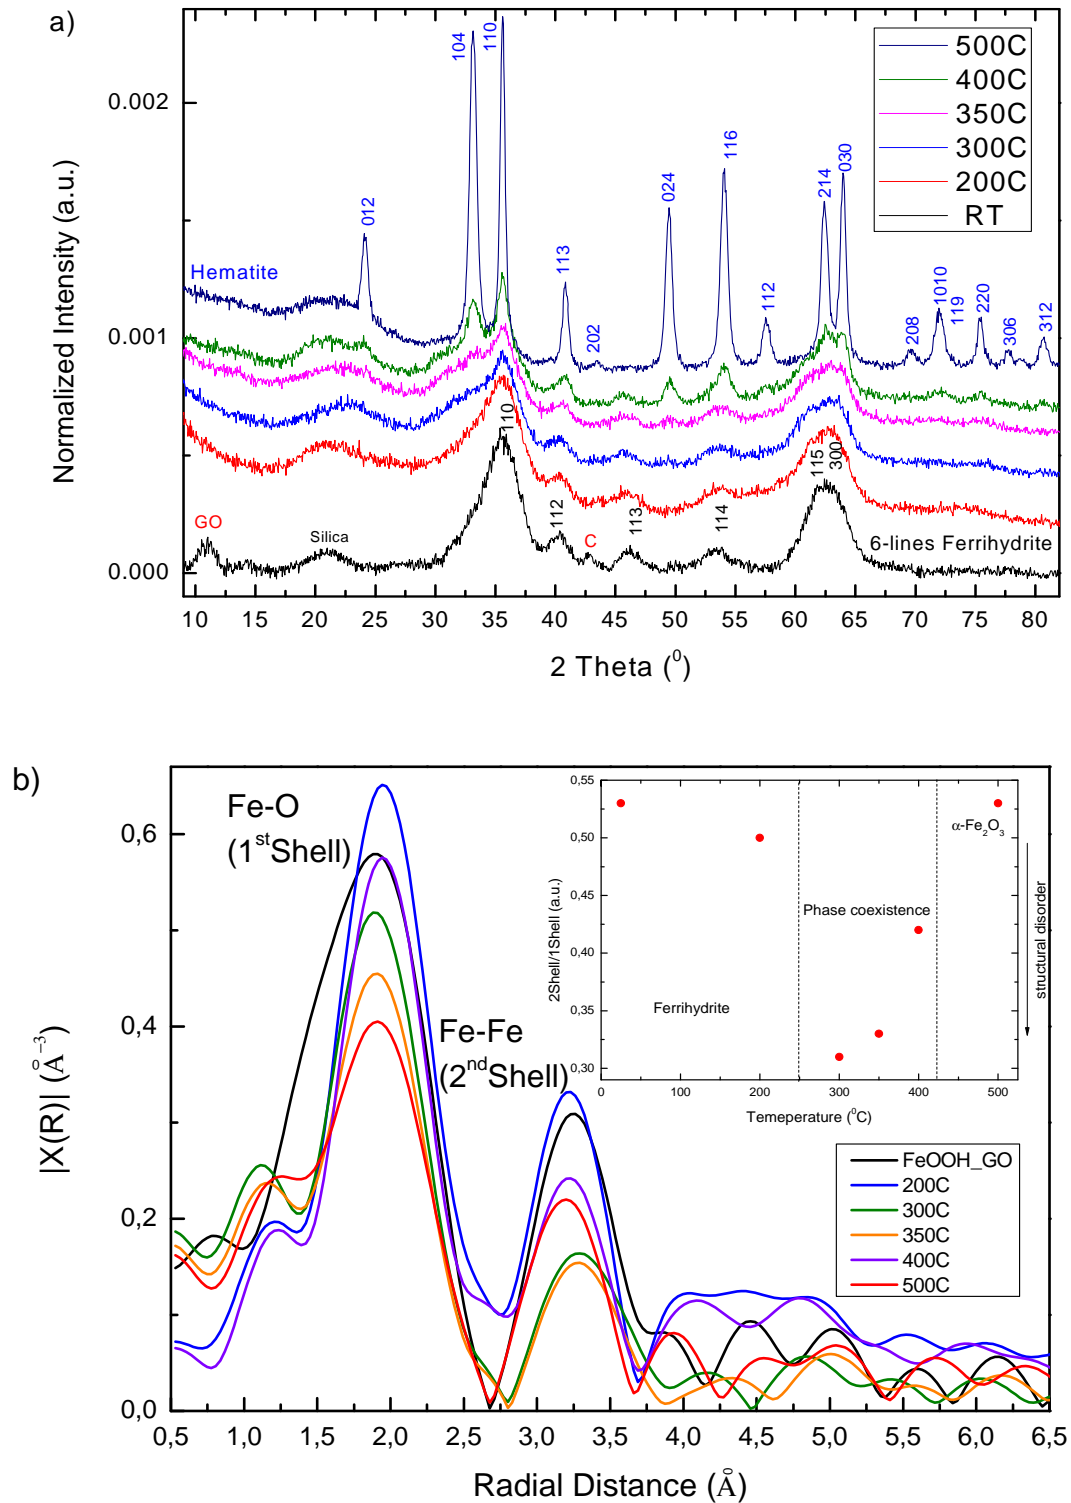 a)
Normalized Intensity (a.u.)
0.002
0.001
0.000
104
110
012
113
202
024
116
112
214
030
208
1010
119
220
306
312
500C
400C
350C
300C
200C
RT
Hematite
GO
Silica
110
112
C
113
114
115
300
6-lines Ferrihydrite
10 15 20 25 30 35 40 45 50 55 60 65 70 75 80
2 Theta (⁰)
b)
|X(R)| (Å⁻³)
0,6
0,4
0,2
0,0
Fe-O
(1ˢᵗShell)
Fe-Fe
(2ⁿᵈShell)
2Shell/1Shell (a.u.)
0,55
0,50
0,45
0,40
0,35
0,30
α-Fe₂O₃
Phase coexistence
Ferrihydrite
structural disorder
0 100 200 300 400 500
Temeperature (⁰C)
FeOOH_GO
200C
300C
350C
400C
500C
0,5 1,0 1,5 2,0 2,5 3,0 3,5 4,0 4,5 5,0 5,5 6,0 6,5
Radial Distance (Å)